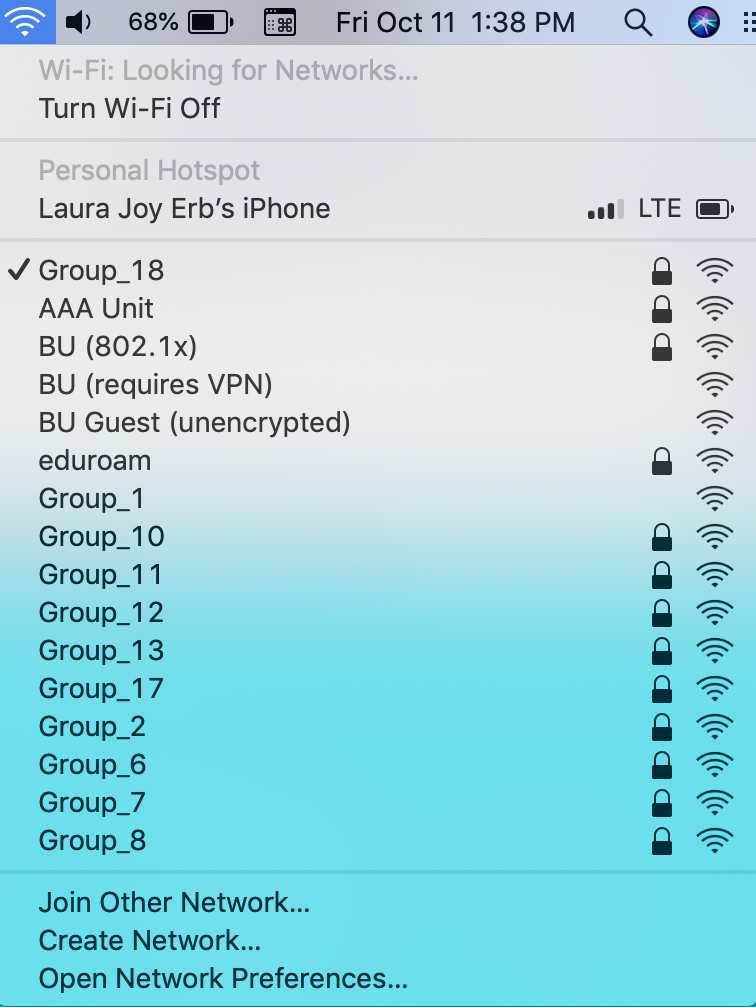 68% Fri Oct 11 1:38 PM
Wi-Fi: Looking for Networks...
Turn Wi-Fi Off
Personal Hotspot
Laura Joy Erb’s iPhone LTE
Group_18
AAA Unit
BU (802.1x)
BU (requires VPN)
BU Guest (unencrypted)
eduroam
Group_1
Group_10
Group_11
Group_12
Group_13
Group_17
Group_2
Group_6
Group_7
Group_8
Join Other Network...
Create Network...
Open Network Preferences...